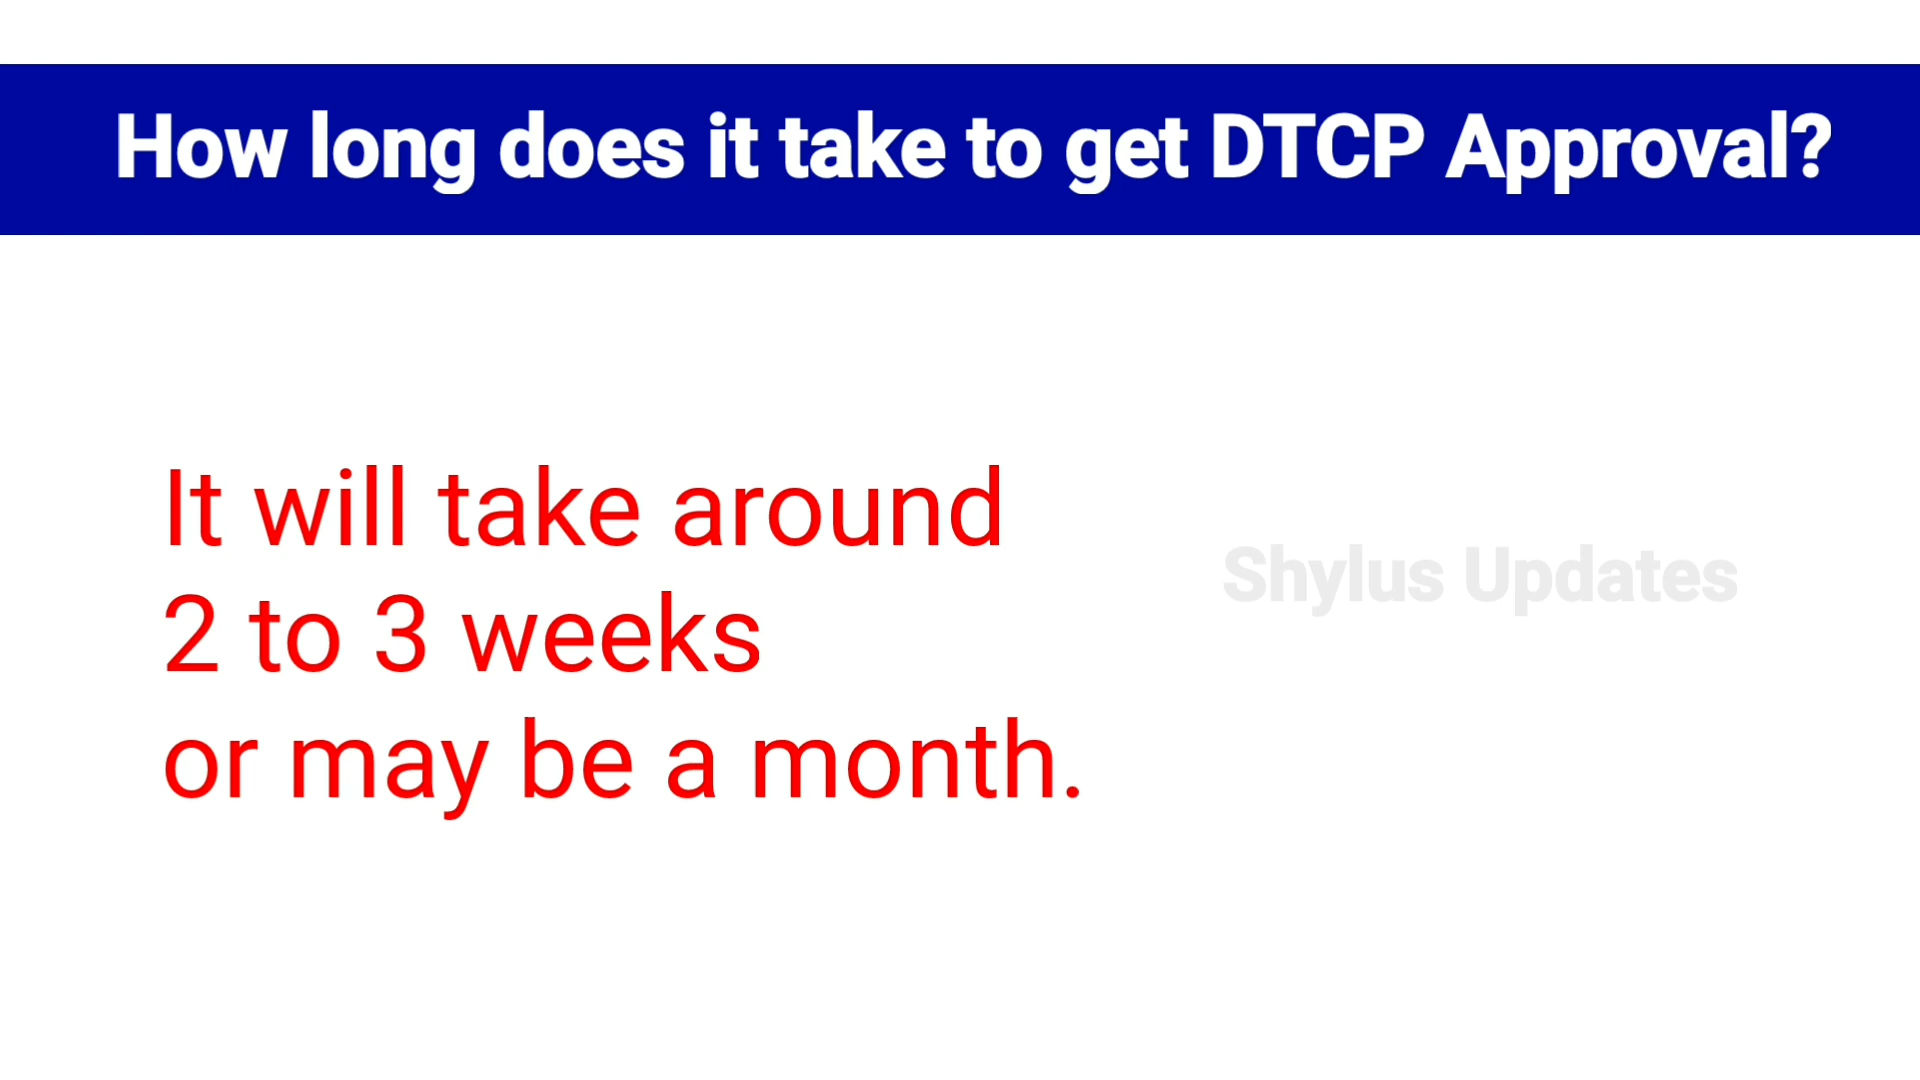 How long does it take to get DTCP Approval?
It will take around
2 to 3 weeks
or may be a month.
Shylus Updates